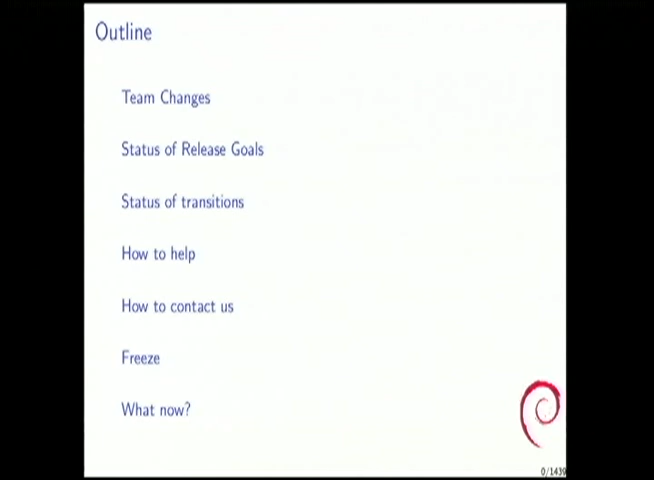 Outline
Team Changes
Status of Release Goals
Status of transitions
How to help
How to contact us
Freeze
What now?
0/1439